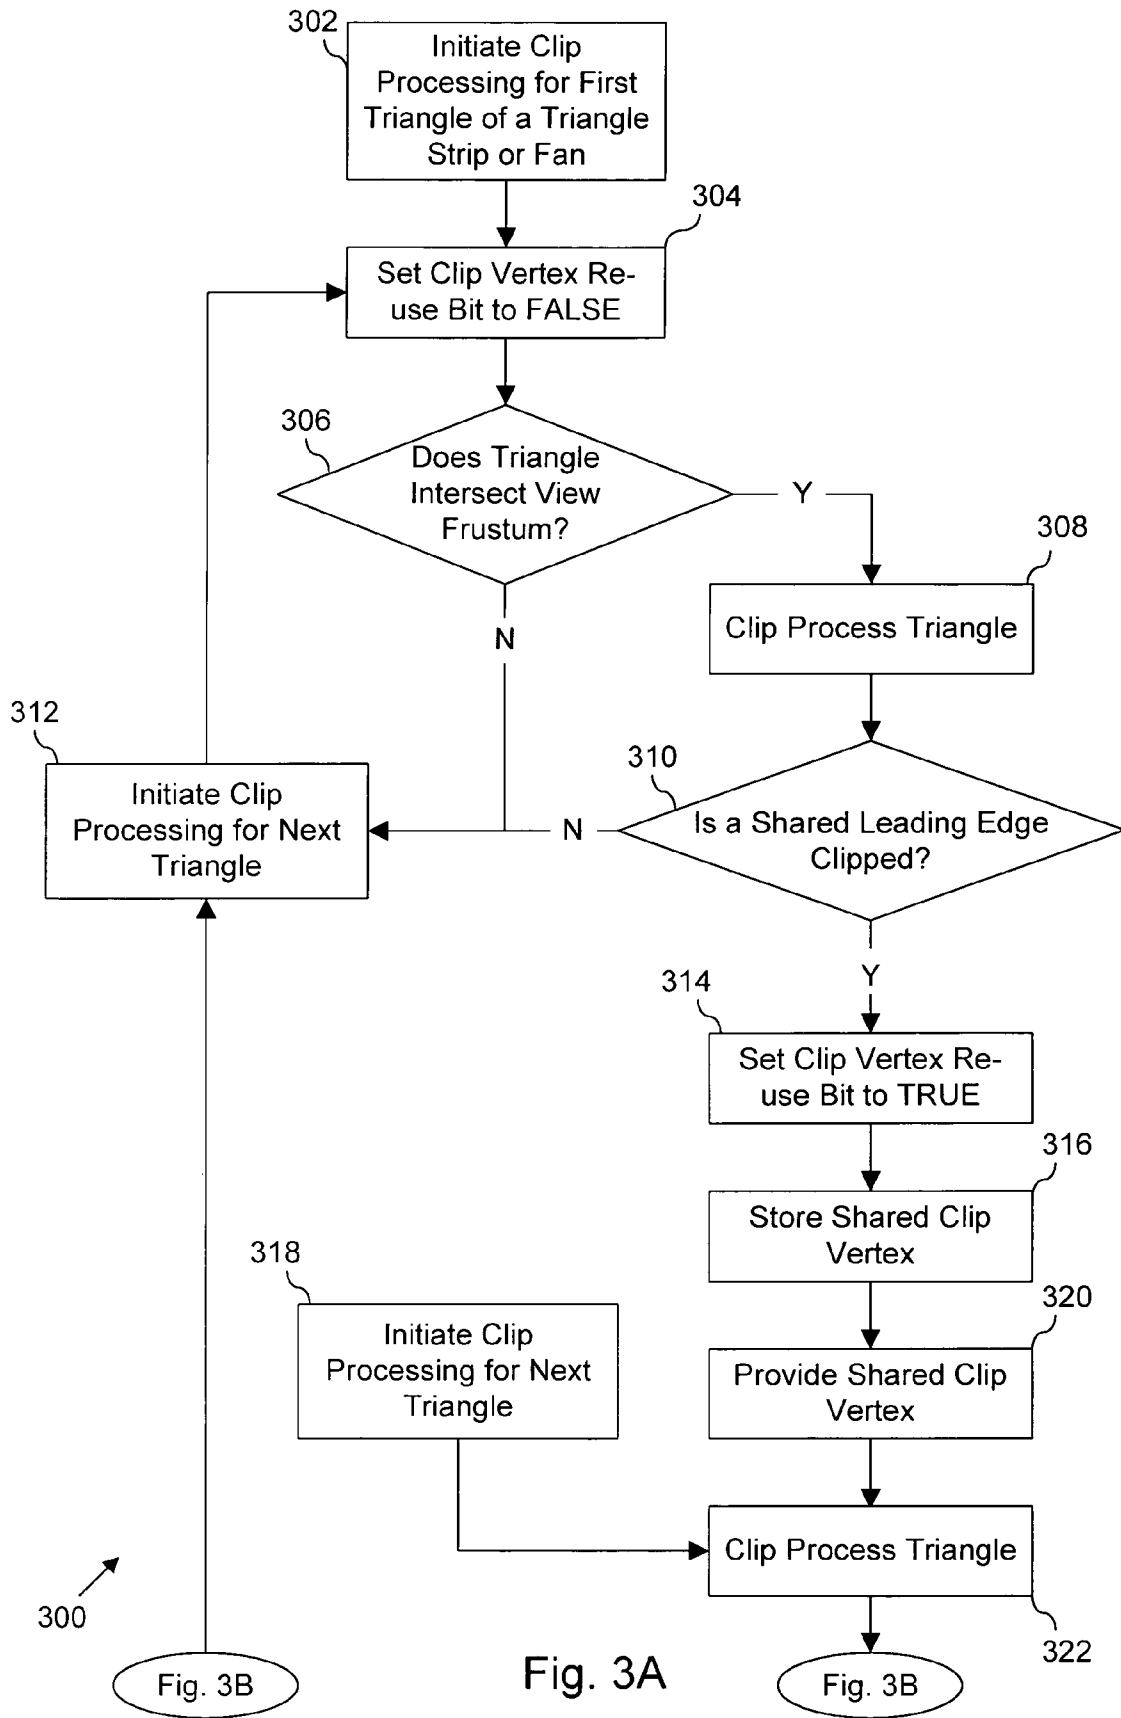 302
Initiate Clip
Processing for First
Triangle of a Triangle
Strip or Fan
304
Set Clip Vertex Re-
use Bit to FALSE
306
Does Triangle
Intersect View
Frustum?
Y
N
308
Clip Process Triangle
312
Initiate Clip
Processing for Next
Triangle
310
Is a Shared Leading Edge
Clipped?
N
Y
314
Set Clip Vertex Re-
use Bit to TRUE
316
Store Shared Clip
Vertex
318
Initiate Clip
Processing for Next
Triangle
320
Provide Shared Clip
Vertex
Clip Process Triangle
322
300
Fig. 3B
Fig. 3A
Fig. 3B